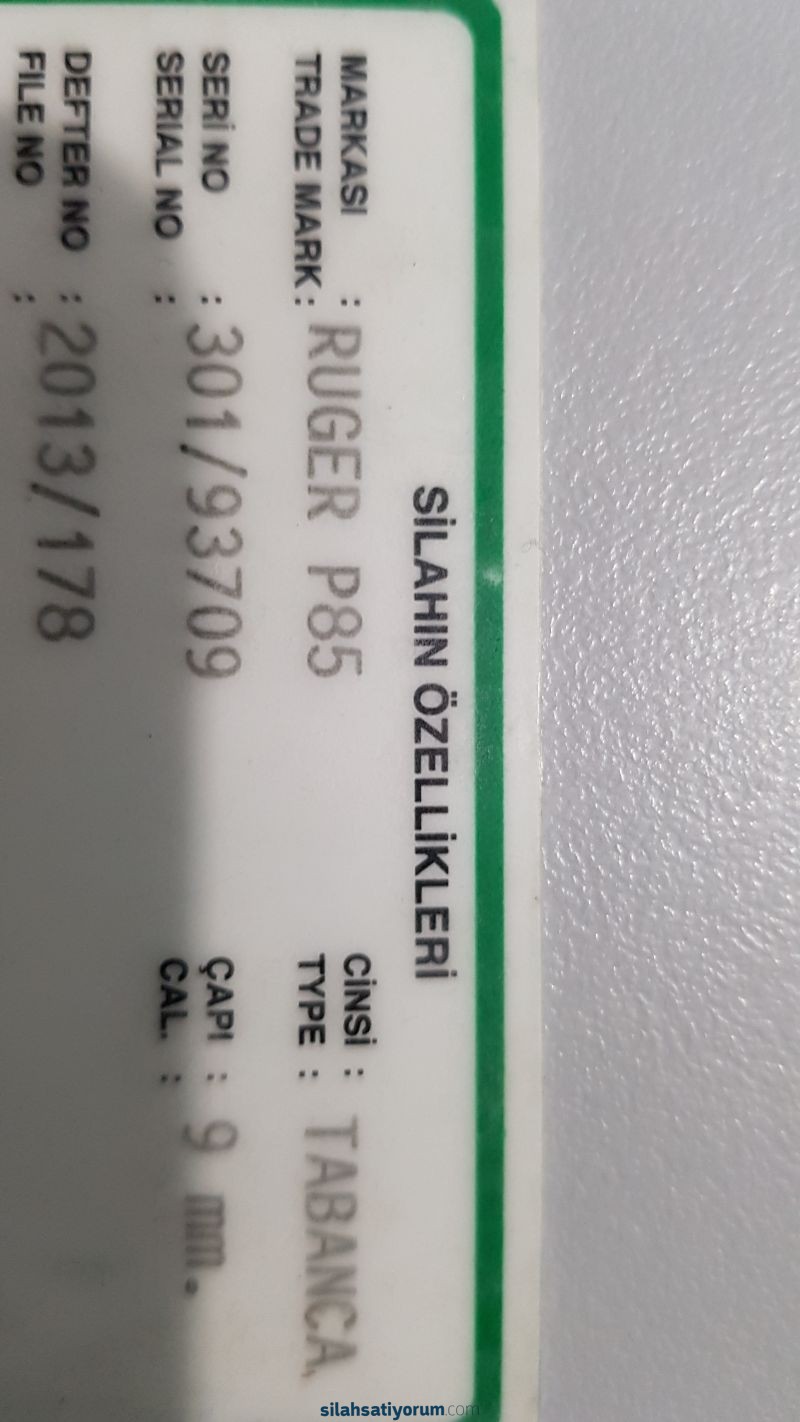 SİLAHIN ÖZELLİKLERİ
MARKASI : RUGER P85 CİNSİ : TABANCA
TRADE MARK : TYPE :
SERİ NO : 301/93709 ÇAPI : 9 mm.
SERIAL NO : CAL. :
DEFTER NO : 2013/178
FILE NO :
silahsatiyorum.com